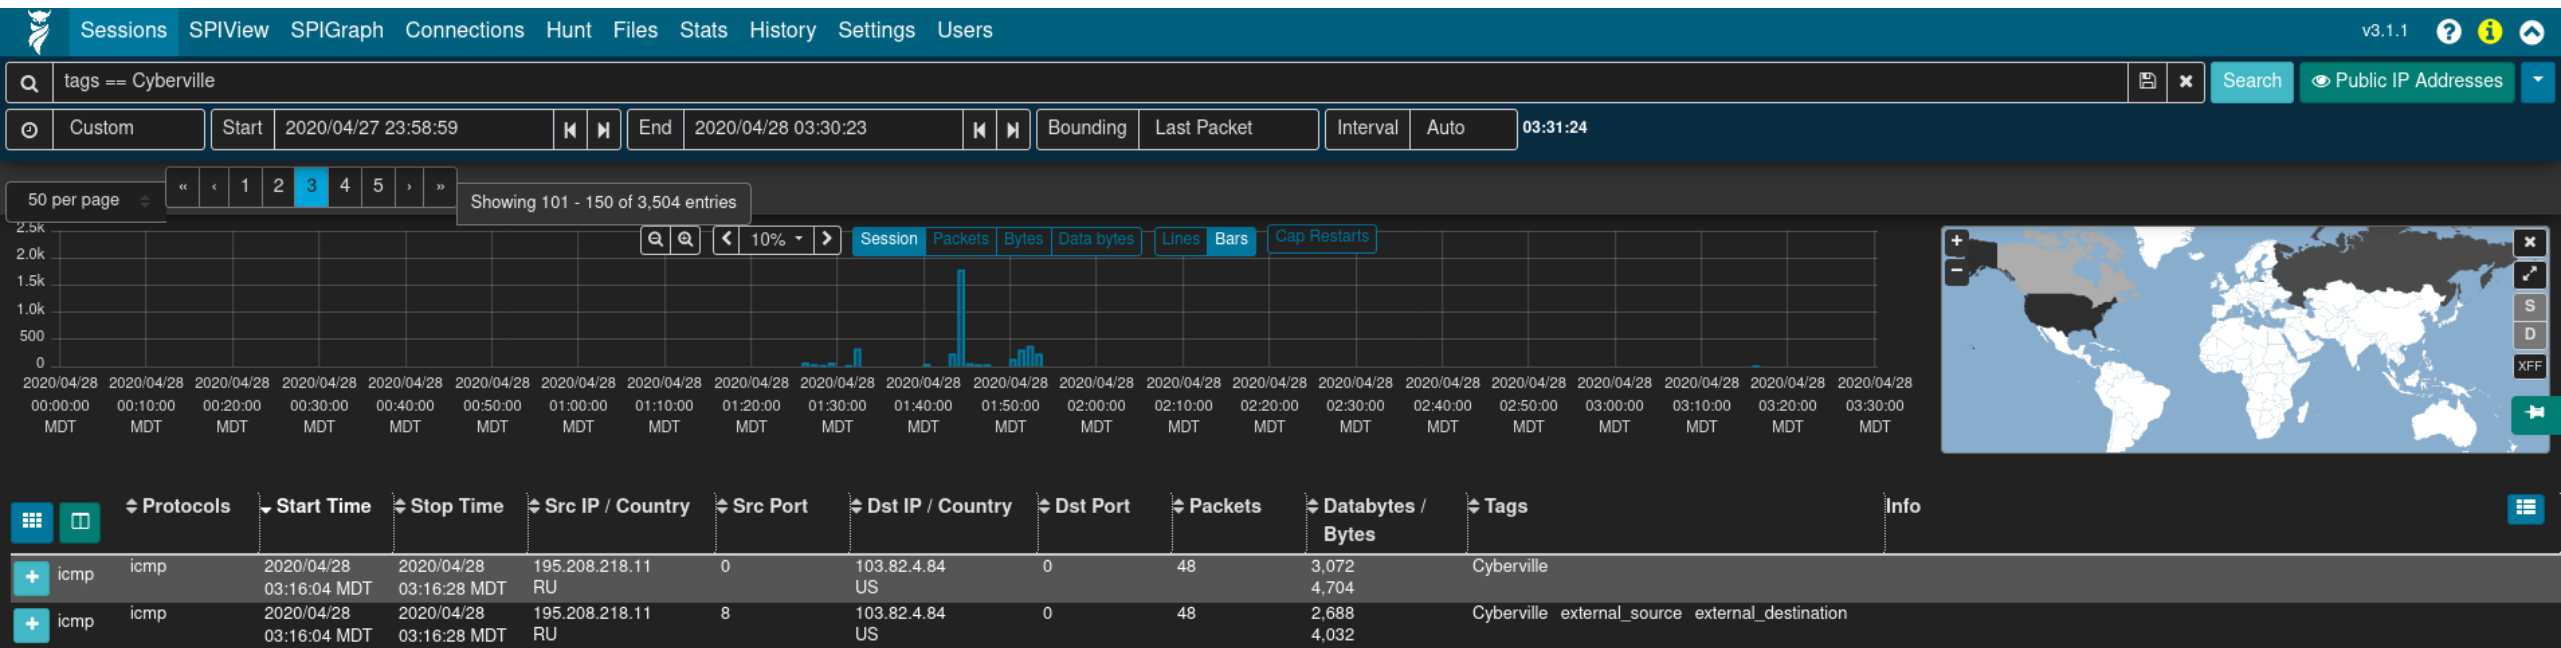 Sessions SPIView SPIGraph Connections Hunt Files Stats History Settings Users v3.1.1 ? i
tags == Cyberville Search Public IP Addresses
Custom Start 2020/04/27 23:58:59 End 2020/04/28 03:30:23 Bounding Last Packet Interval Auto 03:31:24
50 per page « ‹ 1 2 3 4 5 › » Showing 101 - 150 of 3,504 entries
10% Session Packets Bytes Data bytes Lines Bars Cap Restarts
2.5k
2.0k
1.5k
1.0k
500
0
2020/04/28 2020/04/28 2020/04/28 2020/04/28 2020/04/28 2020/04/28 2020/04/28 2020/04/28 2020/04/28 2020/04/28 2020/04/28 2020/04/28 2020/04/28 2020/04/28 2020/04/28 2020/04/28 2020/04/28 2020/04/28 2020/04/28 2020/04/28 2020/04/28 2020/04/28
00:00:00 00:10:00 00:20:00 00:30:00 00:40:00 00:50:00 01:00:00 01:10:00 01:20:00 01:30:00 01:40:00 01:50:00 02:00:00 02:10:00 02:20:00 02:30:00 02:40:00 02:50:00 03:00:00 03:10:00 03:20:00 03:30:00
MDT MDT MDT MDT MDT MDT MDT MDT MDT MDT MDT MDT MDT MDT MDT MDT MDT MDT MDT MDT MDT MDT
+
−
S
D
XFF
Protocols Start Time Stop Time Src IP / Country Src Port Dst IP / Country Dst Port Packets Databytes / Tags Info
Bytes
+ icmp icmp 2020/04/28 2020/04/28 195.208.218.11 0 103.82.4.84 0 48 3,072 Cyberville
03:16:04 MDT 03:16:28 MDT RU US 4,704
+ icmp icmp 2020/04/28 2020/04/28 195.208.218.11 8 103.82.4.84 0 48 2,688 Cyberville external_source external_destination
03:16:04 MDT 03:16:28 MDT RU US 4,032